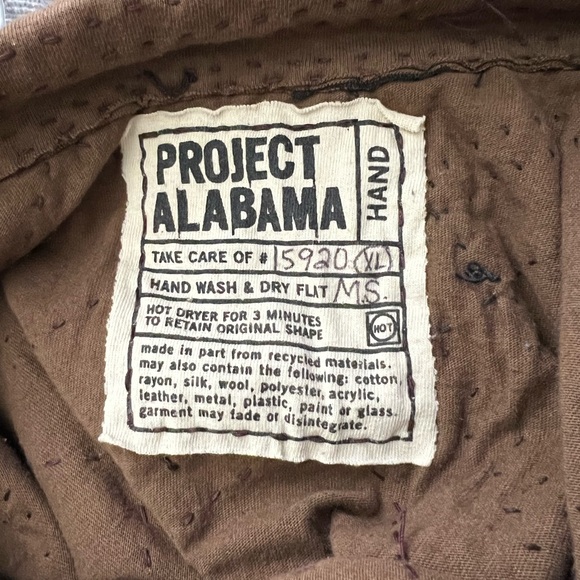 PROJECT
ALABAMA
HAND
TAKE CARE OF # 15920 (XL)
HAND WASH & DRY FLAT M.S.
HOT DRYER FOR 3 MINUTES
TO RETAIN ORIGINAL SHAPE
HOT
made in part from recycled materials.
may also contain the following: cotton,
rayon, silk, wool, polyester, acrylic,
leather, metal, plastic, paint or glass.
garment may fade or disintegrate.